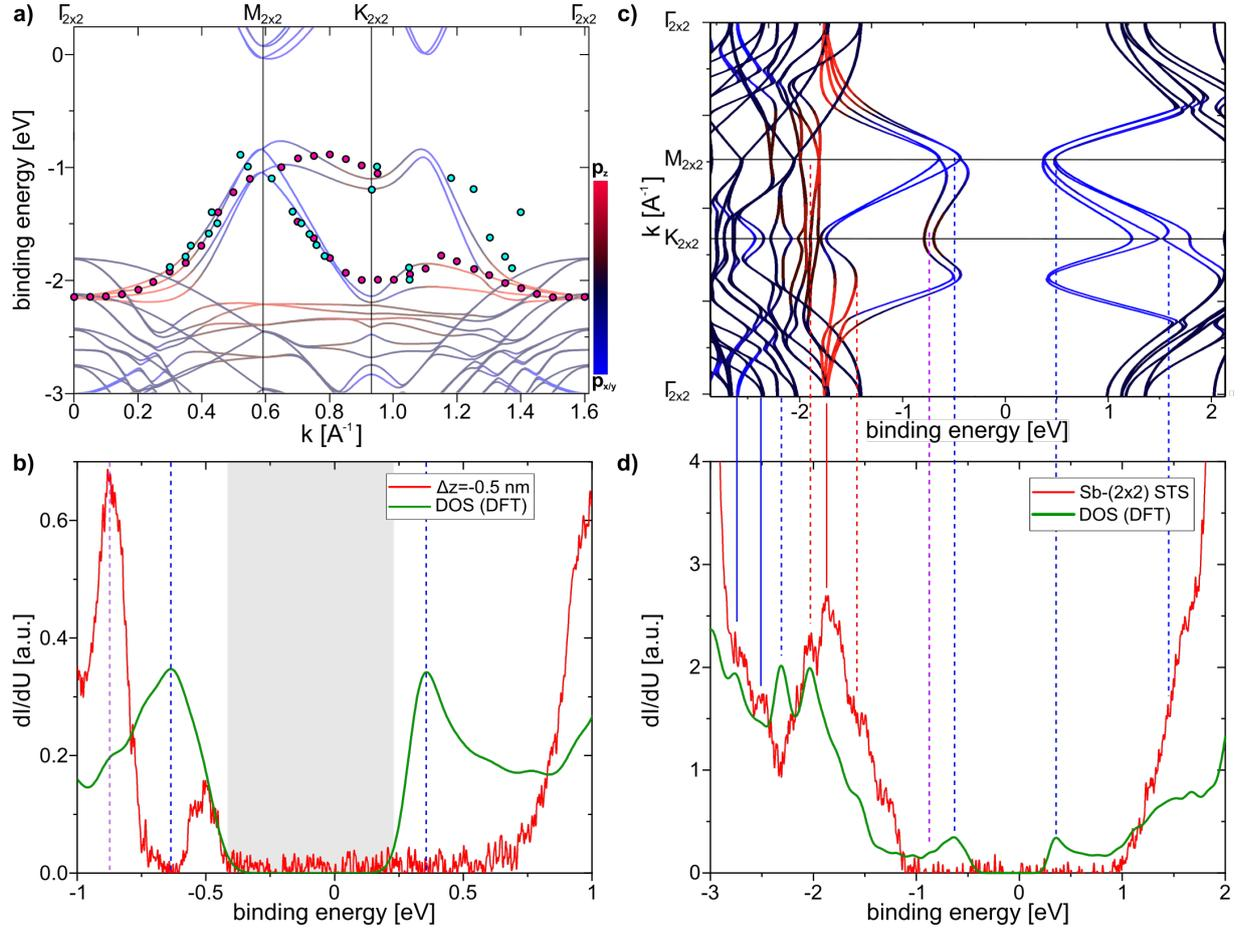 a)
Γ2x2 M2x2 K2x2 Γ2x2
binding energy [eV]
0
-1
-2
-3
0 0.2 0.4 0.6 0.8 1.0 1.2 1.4 1.6
k [A⁻¹]
pz
px/y
c)
Γ2x2
M2x2
K2x2
Γ2x2
k [A⁻¹]
-2 -1 0 1 2
binding energy [eV]
b)
Δz=-0.5 nm
DOS (DFT)
dI/dU [a.u.]
0.6
0.4
0.2
0.0
-1 -0.5 0 0.5 1
binding energy [eV]
d)
Sb-(2x2) STS
DOS (DFT)
dI/dU [a.u.]
4
3
2
1
0
-3 -2 -1 0 1 2
binding energy [eV]